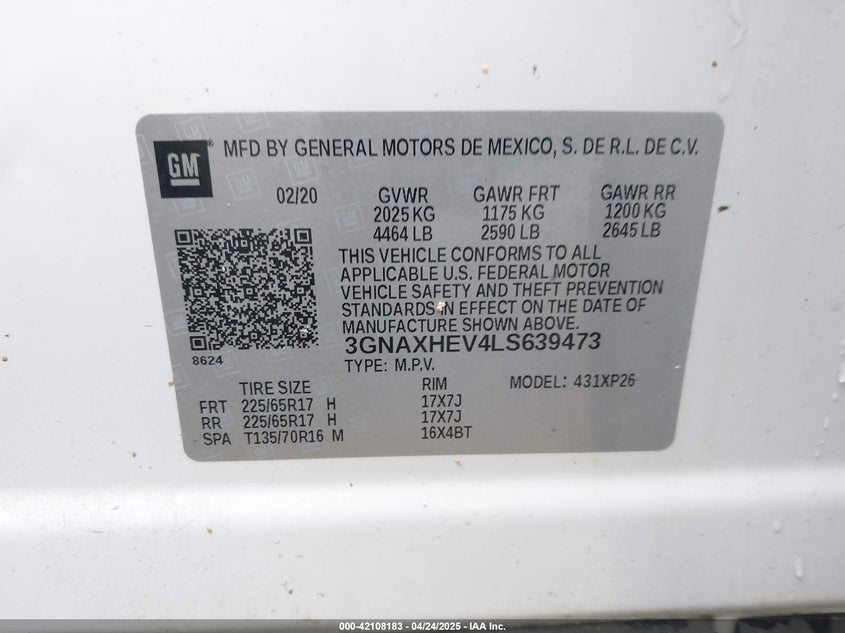 GM
MFD BY GENERAL MOTORS DE MEXICO, S. DE R.L. DE C.V.
02/20 GVWR GAWR FRT GAWR RR
2025 KG 1175 KG 1200 KG
4464 LB 2590 LB 2645 LB
THIS VEHICLE CONFORMS TO ALL
APPLICABLE U.S. FEDERAL MOTOR
VEHICLE SAFETY AND THEFT PREVENTION
STANDARDS IN EFFECT ON THE DATE OF
MANUFACTURE SHOWN ABOVE.
3GNAXHEV4LS639473
8624
TYPE: M.P.V.
TIRE SIZE RIM MODEL: 431XP26
FRT 225/65R17 H 17X7J
RR 225/65R17 H 17X7J
SPA T135/70R16 M 16X4BT
000-42108183 - 04/24/2025 - IAA Inc.